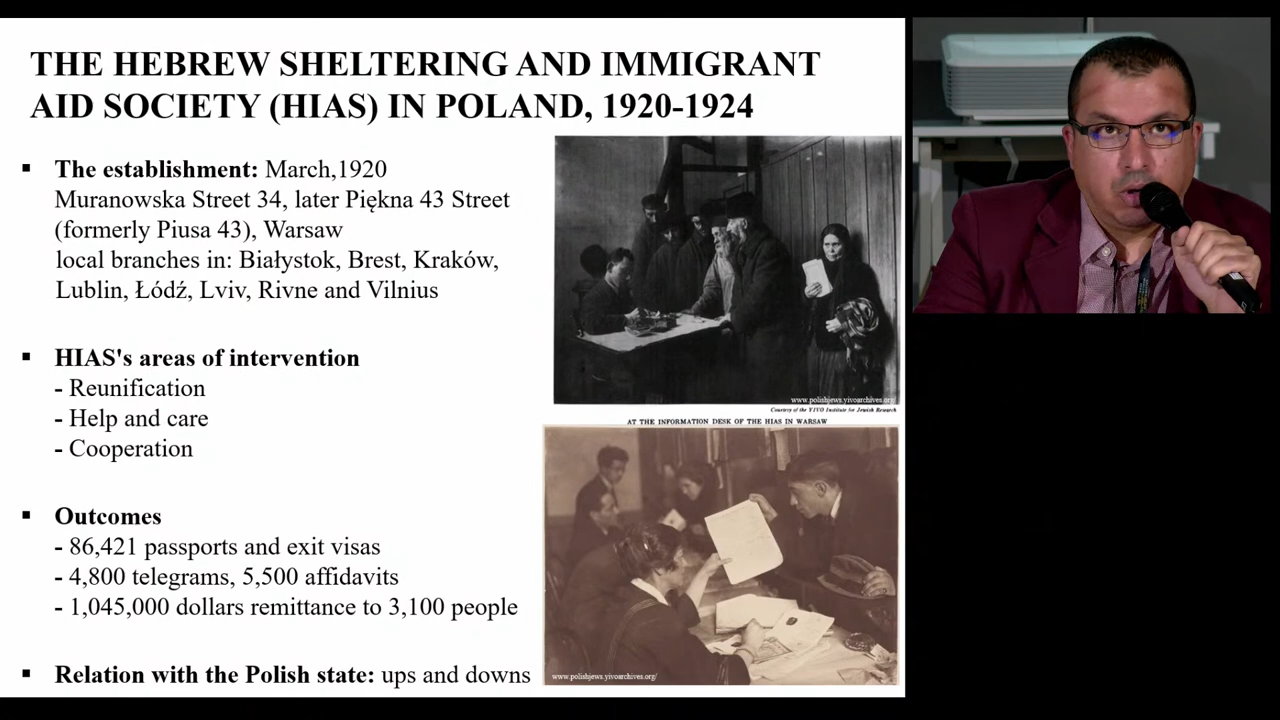 THE HEBREW SHELTERING AND IMMIGRANT
AID SOCIETY (HIAS) IN POLAND, 1920-1924
▪ The establishment: March,1920
Muranowska Street 34, later Piękna 43 Street
(formerly Piusa 43), Warsaw
local branches in: Białystok, Brest, Kraków,
Lublin, Łódź, Lviv, Rivne and Vilnius
▪ HIAS's areas of intervention
- Reunification
- Help and care
- Cooperation
▪ Outcomes
- 86,421 passports and exit visas
- 4,800 telegrams, 5,500 affidavits
- 1,045,000 dollars remittance to 3,100 people
▪ Relation with the Polish state: ups and downs
www.polishjews.yivoarchives.org/
Courtesy of the YIVO Institute for Jewish Research
AT THE INFORMATION DESK OF THE HIAS IN WARSAW
www.polishjews.yivoarchives.org/